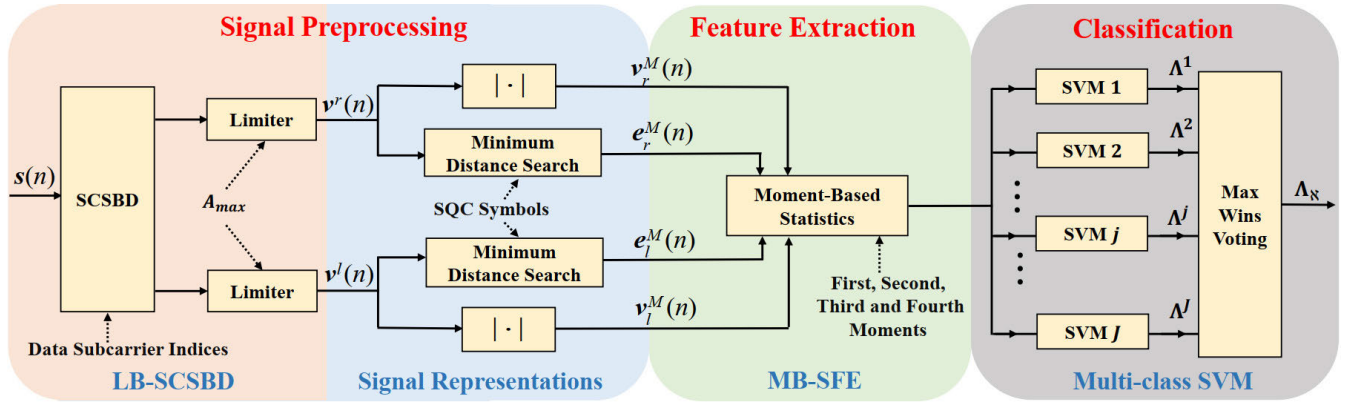 Signal Preprocessing
Feature Extraction
Classification
s(n)
SCSBD
Data Subcarrier Indices
LB-SCSBD
Limiter
A_max
Limiter
v^r(n)
v^l(n)
| · |
Minimum
Distance Search
SQC Symbols
Minimum
Distance Search
| · |
Signal Representations
v_r^M(n)
e_r^M(n)
e_l^M(n)
v_l^M(n)
Moment-Based
Statistics
First, Second,
Third and Fourth
Moments
MB-SFE
SVM 1
SVM 2
SVM j
SVM J
Λ^1
Λ^2
Λ^j
Λ^J
Max
Wins
Voting
Λ_ℵ
Multi-class SVM